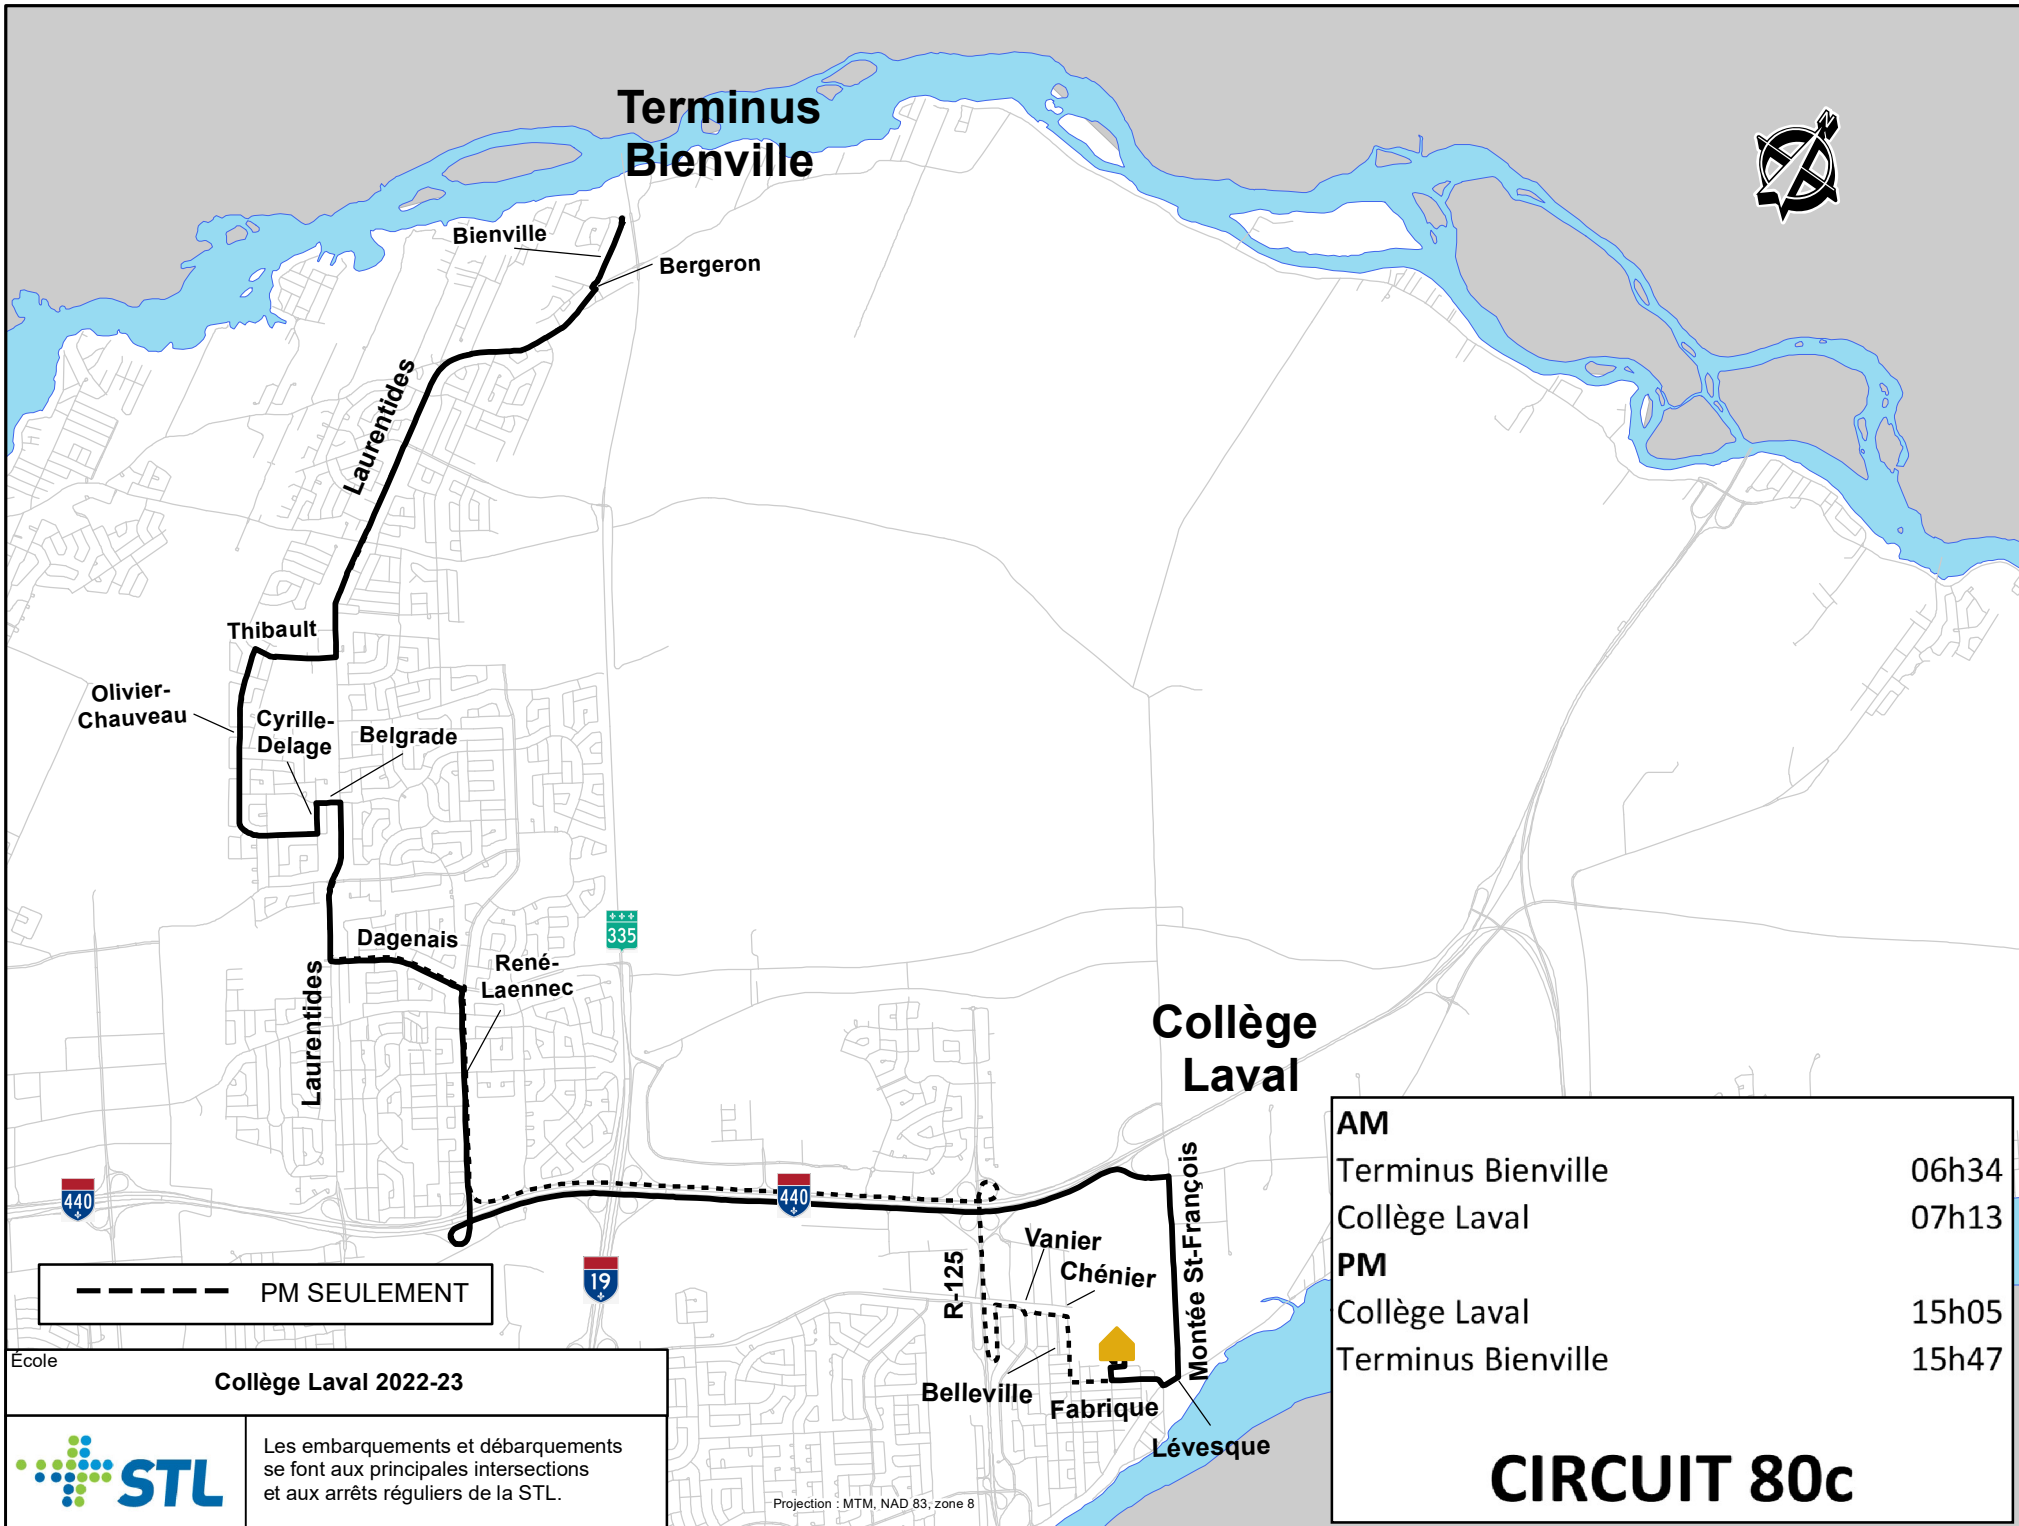 Terminus
Bienville
N
Bienville
Bergeron
Laurentides
Thibault
Olivier-
Chauveau
Cyrille-
Delage
Belgrade
Dagenais
335
René-
Laennec
Laurentides
Collège
Laval
440
440
19
R-125
Vanier
Chénier
Montée St-François
Belleville
Fabrique
Lévesque
PM SEULEMENT
École
Collège Laval 2022-23
STL
Les embarquements et débarquements
se font aux principales intersections
et aux arrêts réguliers de la STL.
Projection : MTM, NAD 83, zone 8
AM
Terminus Bienville 06h34
Collège Laval 07h13
PM
Collège Laval 15h05
Terminus Bienville 15h47
CIRCUIT 80c